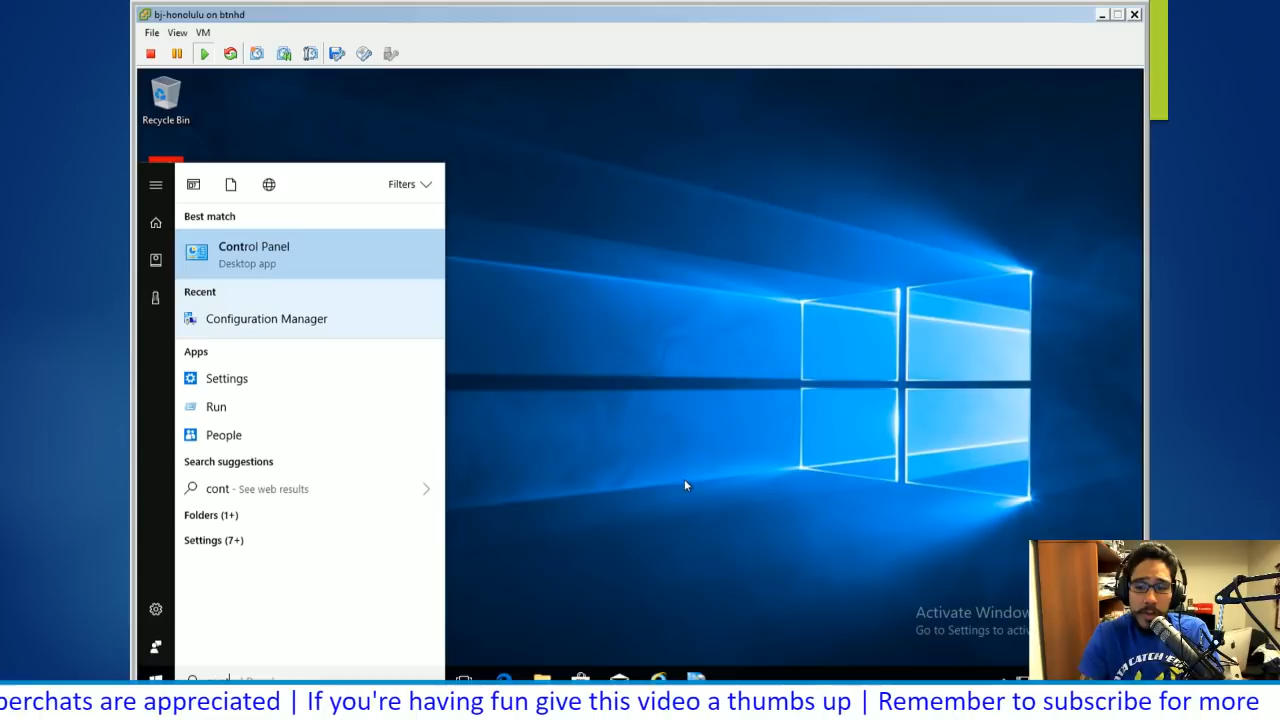 bj-honolulu on btnhd
File View VM
Recycle Bin
Filters
Best match
Control Panel
Desktop app
Recent
Configuration Manager
Apps
Settings
Run
People
Search suggestions
cont - See web results
Folders (1+)
Settings (7+)
Activate Window
Go to Settings to activ
perchats are appreciated | If you're having fun give this video a thumbs up | Remember to subscribe for more